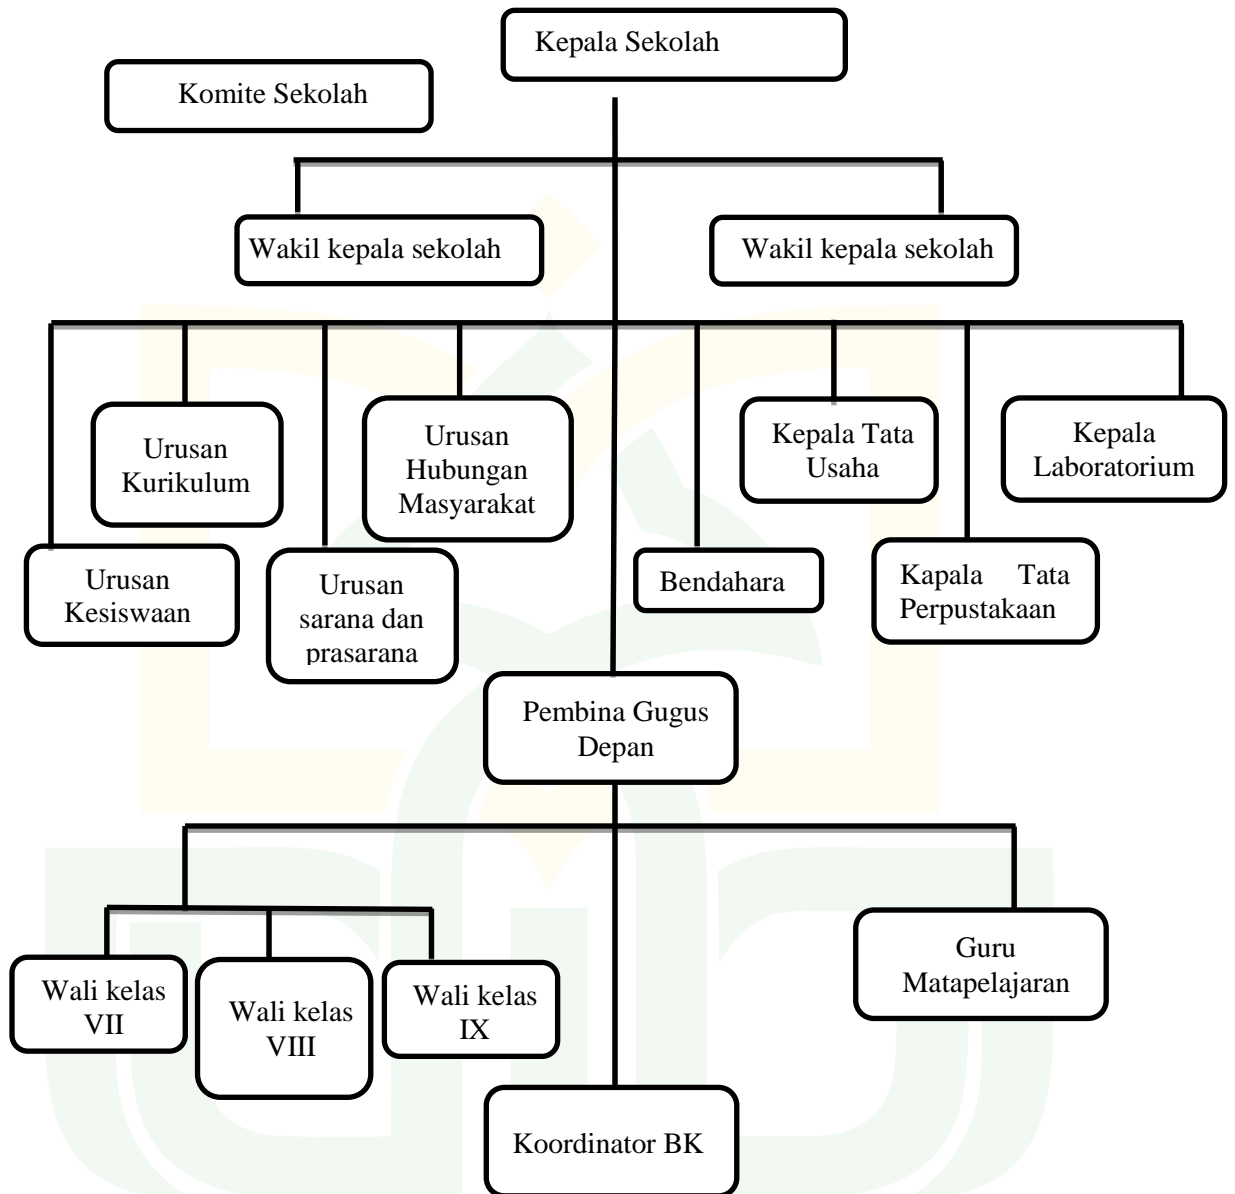 Kepala Sekolah
Komite Sekolah
Wakil kepala sekolah
Wakil kepala sekolah
Urusan
Kurikulum
Urusan
Hubungan
Masyarakat
Kepala Tata
Usaha
Kepala
Laboratorium
Urusan
Kesiswaan
Urusan
sarana dan
prasarana
Bendahara
Kapala Tata
Perpustakaan
Pembina Gugus
Depan
Wali kelas
VII
Wali kelas
VIII
Wali kelas
IX
Guru
Matapelajaran
Koordinator BK